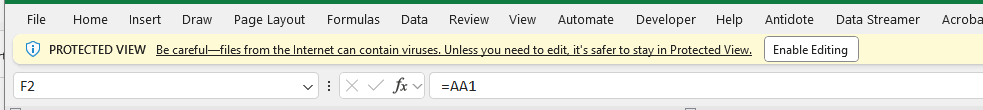 File Home Insert Draw Page Layout Formulas Data Review View Automate Developer Help Antidote Data Streamer Acroba
PROTECTED VIEW Be careful—files from the Internet can contain viruses. Unless you need to edit, it's safer to stay in Protected View. Enable Editing
F2 fx =AA1